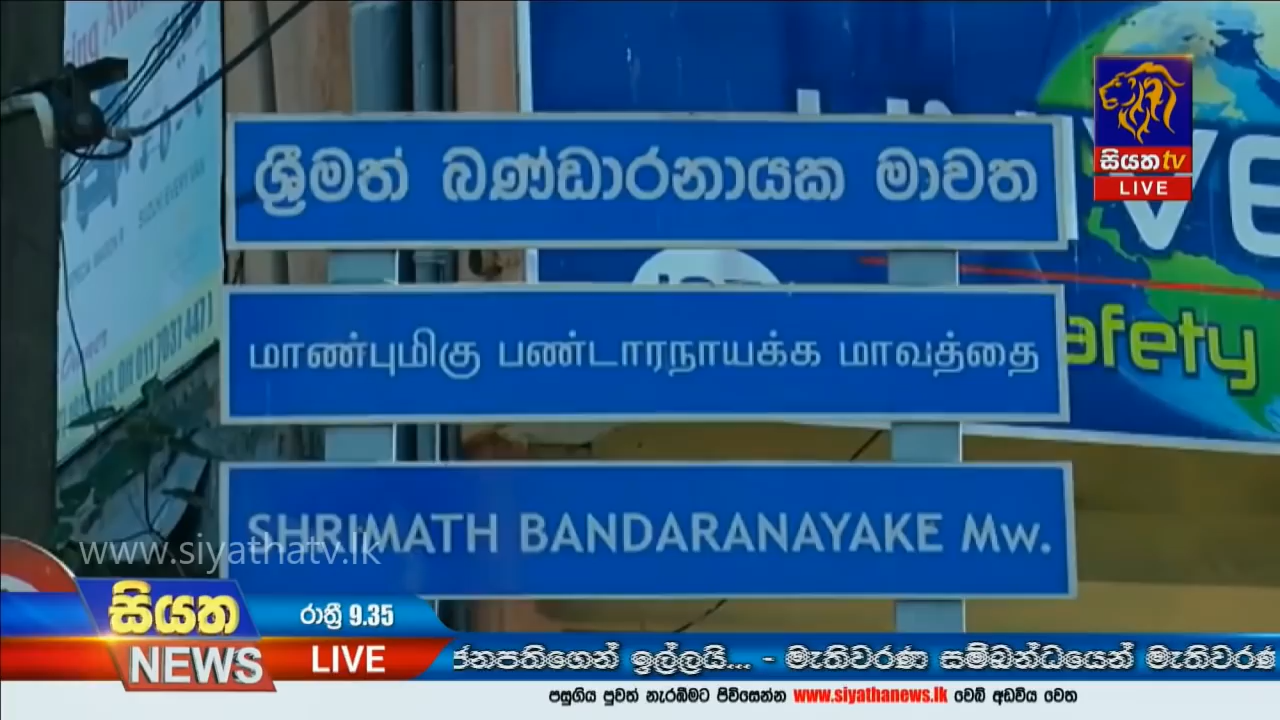 සියත tv
LIVE
ශ්‍රීමත් බණ්ඩාරනායක මාවත
மாண்புமிகு பண்டாரநாயக்க மாவத்தை
afety
SHRIMATH BANDARANAYAKE Mw.
www.siyathatv.lk
සියත
NEWS
රාත්‍රී 9.35
LIVE
ජනපතිගෙන් ඉල්ලයි... - මැතිවරණ සම්බන්ධයෙන් මැතිවරණ
පසුගිය පුවත් නැරඹීමට පිවිසෙන්න www.siyathanews.lk වෙබ් අඩවිය වෙත